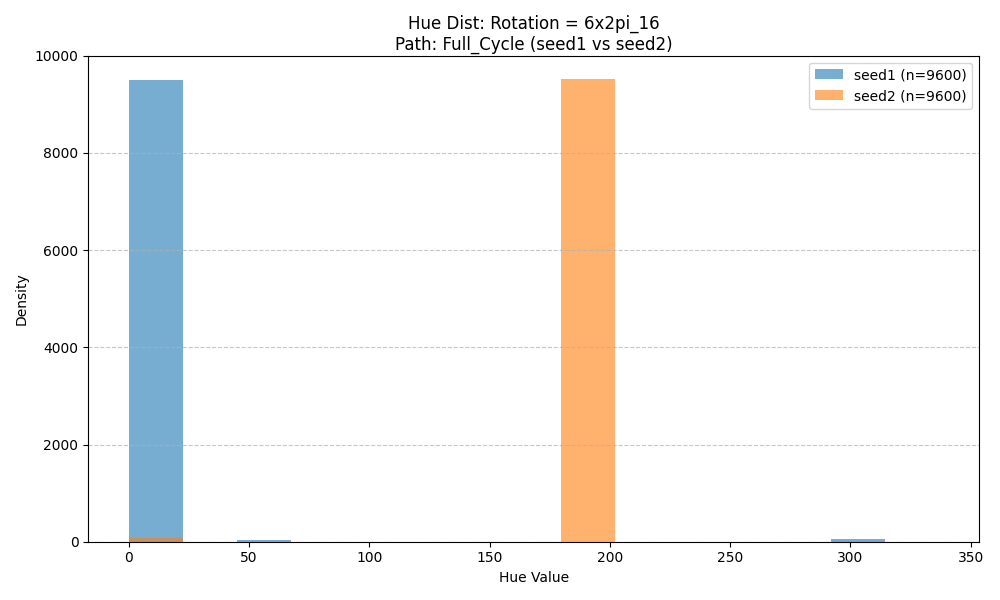 Hue Dist: Rotation = 6x2pi_16
Path: Full_Cycle (seed1 vs seed2)
seed1 (n=9600)
seed2 (n=9600)
Density
10000
8000
6000
4000
2000
0
0 50 100 150 200 250 300 350
Hue Value